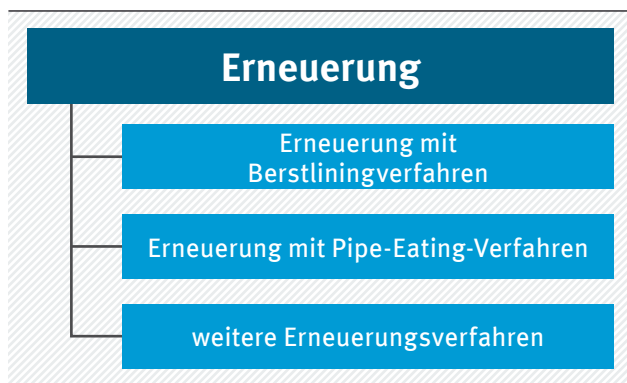 Erneuerung
Erneuerung mit
Berstliningverfahren
Erneuerung mit Pipe-Eating-Verfahren
weitere Erneuerungsverfahren